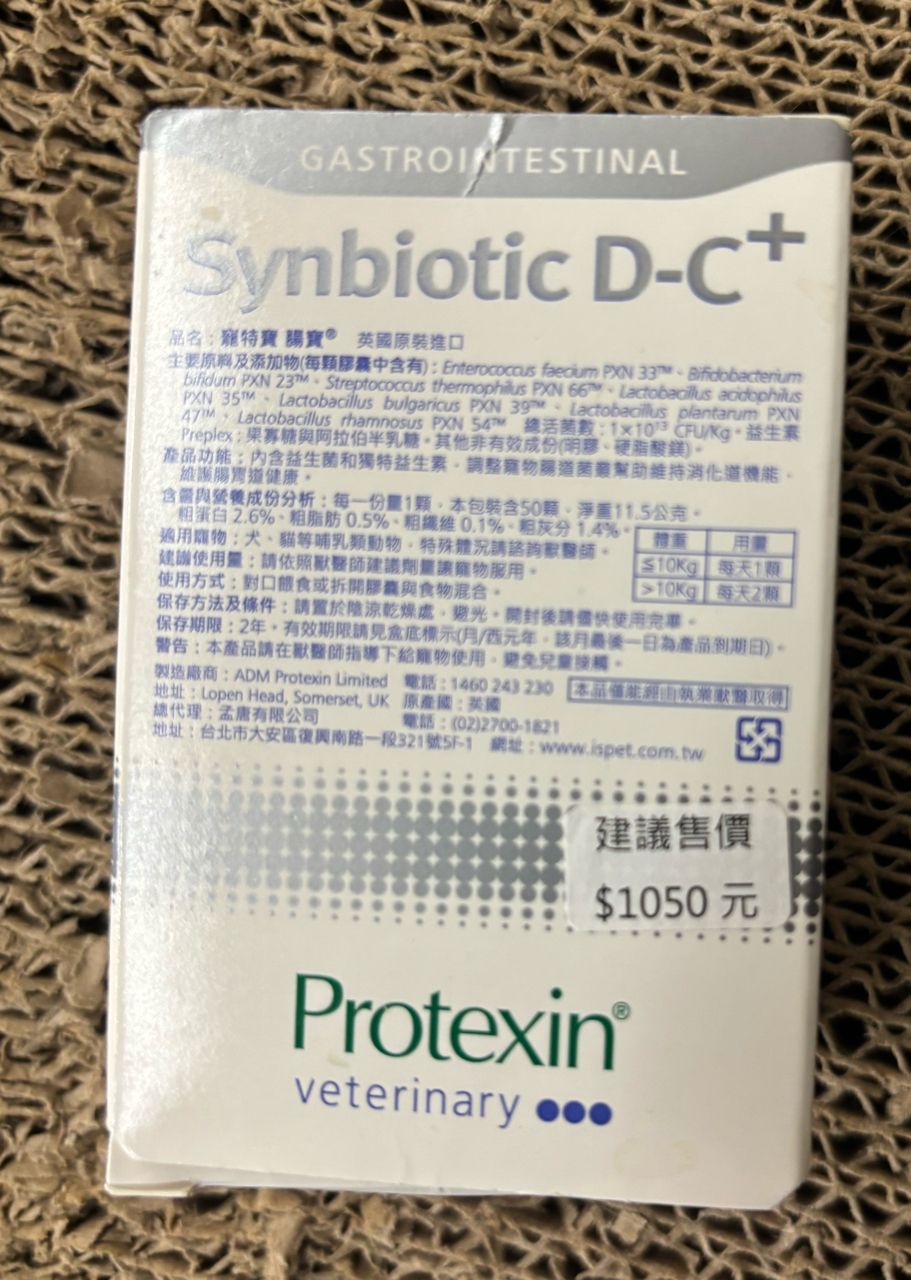 GASTROINTESTINAL
Synbiotic D-C+
品名：寵特寶 腸寶® 英國原裝進口
主要原料及添加物(每顆膠囊中含有)：Enterococcus faecium PXN 33™、Bifidobacterium
bifidum PXN 23™、Streptococcus thermophilus PXN 66™、Lactobacillus acidophilus
PXN 35™、Lactobacillus bulgaricus PXN 39™、Lactobacillus plantarum PXN
47™、Lactobacillus rhamnosus PXN 54™ 總活菌數：1×10¹³ CFU/Kg。益生素
Preplex：果寡糖與阿拉伯半乳糖。其他非有效成份(明膠、硬脂酸鎂)。
產品功能：內含益生菌和獨特益生素，調整寵物腸道菌叢幫助維持消化道機能，
維護腸胃道健康。
含量與營養成份分析：每一份量1顆，本包裝含50顆，淨重11.5公克。
粗蛋白 2.6%、粗脂肪 0.5%、粗纖維 0.1%、粗灰分 1.4%。
適用寵物：犬、貓等哺乳類動物，特殊體況請諮詢獸醫師。
建議使用量：請依照獸醫師建議劑量讓寵物服用。
體重 用量
≦10Kg 每天1顆
>10Kg 每天2顆
使用方式：對口餵食或拆開膠囊與食物混合。
保存方法及條件：請置於陰涼乾燥處，避光。開封後請儘快使用完畢。
保存期限：2年。有效期限請見盒底標示(月/西元年，該月最後一日為產品到期日)。
警告：本產品請在獸醫師指導下給寵物使用，避免兒童接觸。
製造廠商：ADM Protexin Limited 電話：1460 243 230 本品僅能經由執業獸醫取得
地址：Lopen Head, Somerset, UK 原產國：英國
總代理：孟唐有限公司 電話：(02)2700-1821
地址：台北市大安區復興南路一段321號5F-1 網址：www.ispet.com.tw
建議售價
$1050 元
Protexin®
veterinary